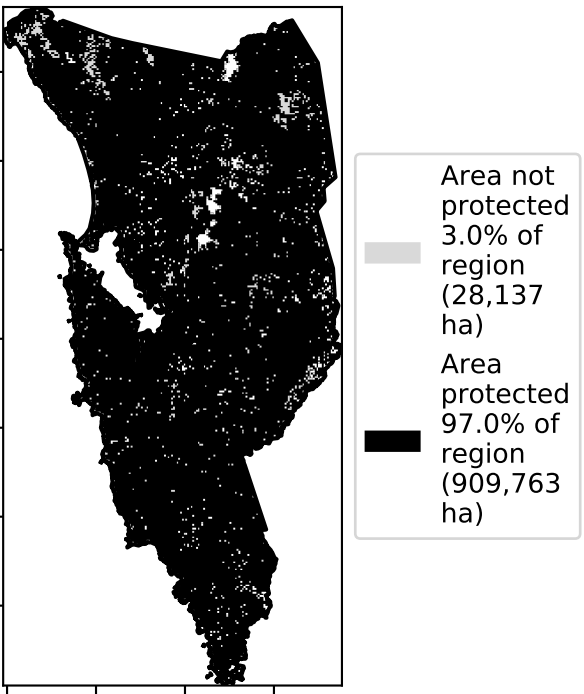 Area not
protected
3.0% of
region
(28,137
ha)
Area
protected
97.0% of
region
(909,763
ha)